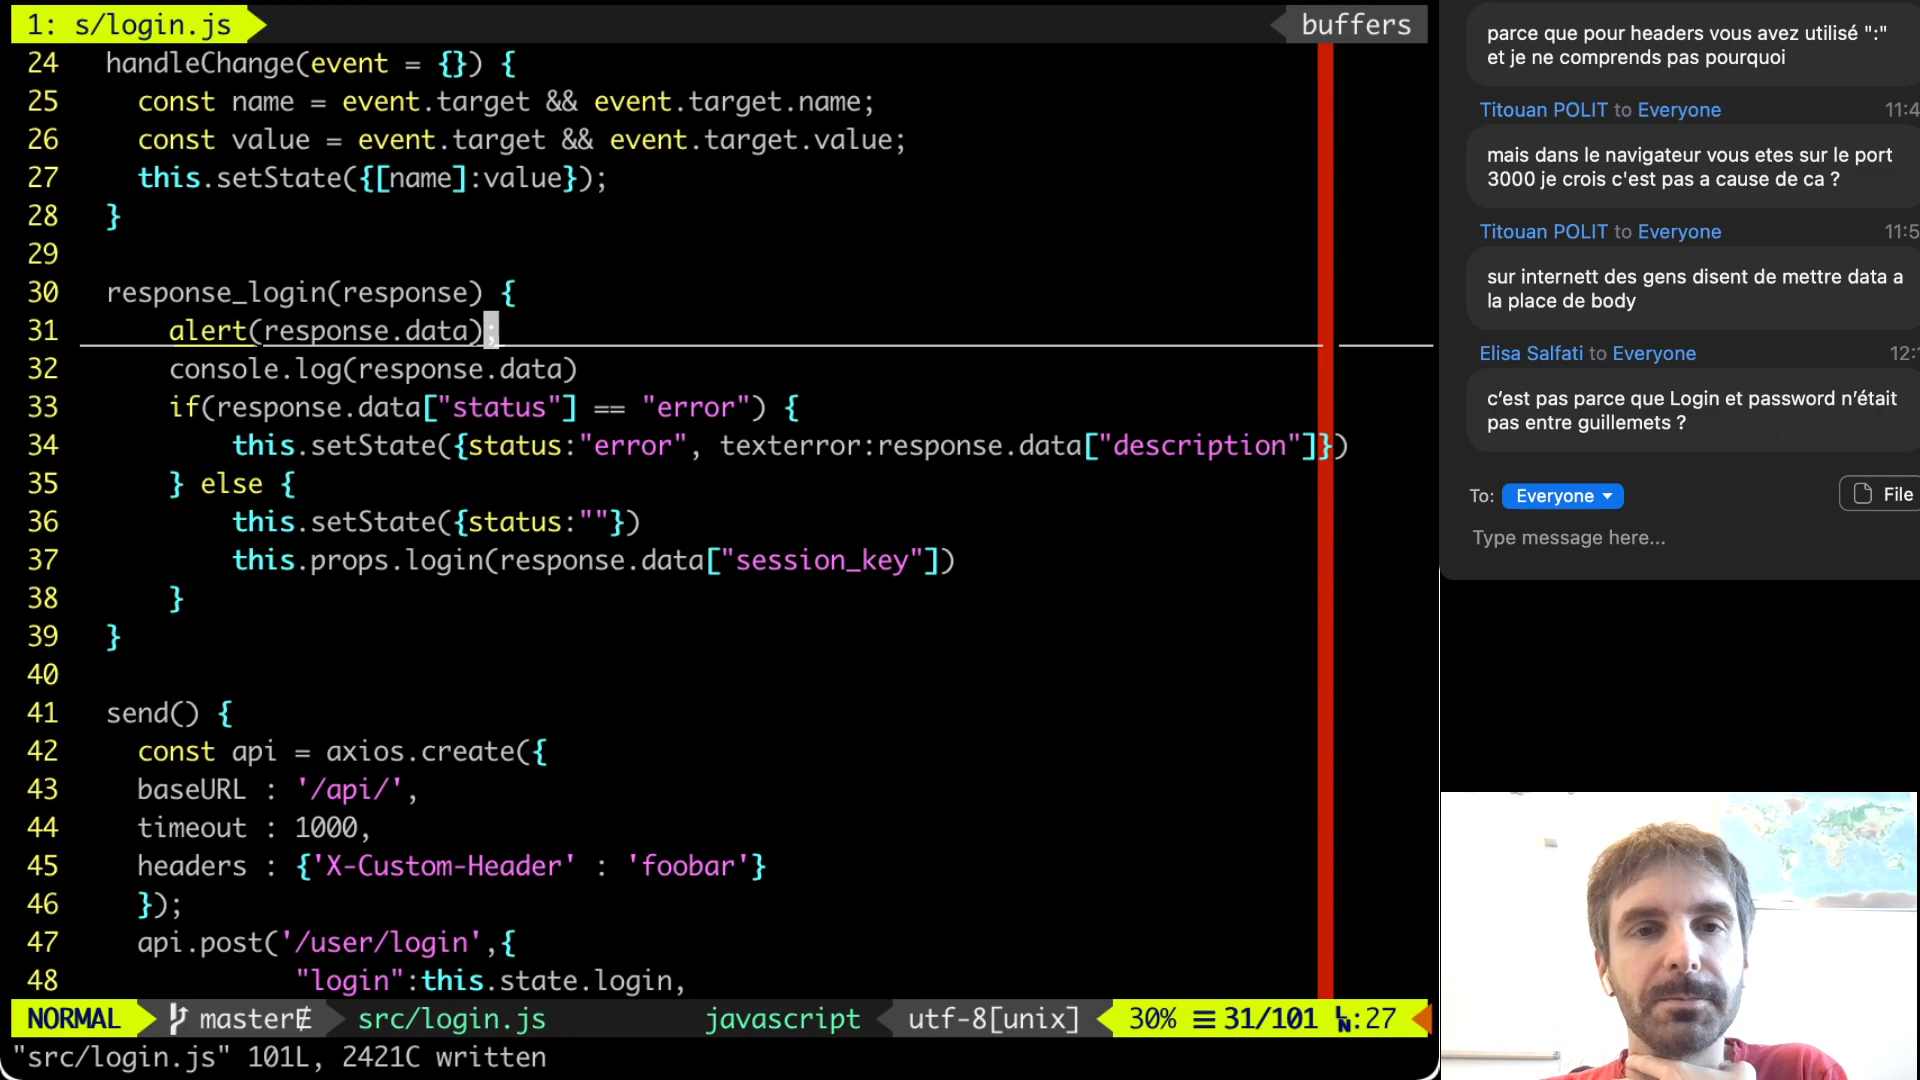 1: s/login.js
buffers
24 handleChange(event = {}) {
25 const name = event.target && event.target.name;
26 const value = event.target && event.target.value;
27 this.setState({[name]:value});
28 }
29
30 response_login(response) {
31 alert(response.data);
32 console.log(response.data)
33 if(response.data["status"] == "error") {
34 this.setState({status:"error", texterror:response.data["description"]})
35 } else {
36 this.setState({status:""})
37 this.props.login(response.data["session_key"])
38 }
39 }
40
41 send() {
42 const api = axios.create({
43 baseURL : '/api/',
44 timeout : 1000,
45 headers : {'X-Custom-Header' : 'foobar'}
46 });
47 api.post('/user/login',{
48 "login":this.state.login,
NORMAL master src/login.js javascript utf-8[unix] 30% ☰ 31/101 LN:27
"src/login.js" 101L, 2421C written
parce que pour headers vous avez utilisé ":"
et je ne comprends pas pourquoi
Titouan POLIT to Everyone 11:4
mais dans le navigateur vous etes sur le port
3000 je crois c'est pas a cause de ca ?
Titouan POLIT to Everyone 11:5
sur internett des gens disent de mettre data a
la place de body
Elisa Salfati to Everyone 12:
c’est pas parce que Login et password n’était
pas entre guillemets ?
To: Everyone File
Type message here...